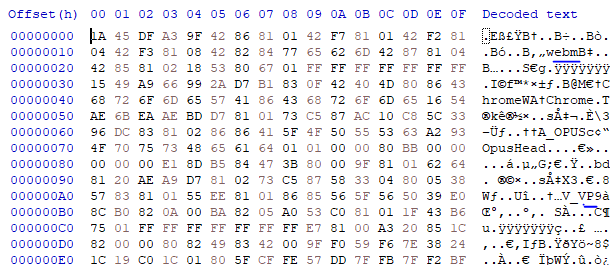 Offset(h) 00 01 02 03 04 05 06 07 08 09 0A 0B 0C 0D 0E 0F Decoded text
00000000 1A 45 DF A3 9F 42 86 81 01 42 F7 81 01 42 F2 81 .Eß£ŸB†..B÷..Bò.
00000010 04 42 F3 81 08 42 82 84 77 65 62 6D 42 87 81 04 .Bó..B‚„webmB‡..
00000020 42 85 81 02 18 53 80 67 01 FF FF FF FF FF FF FF B…...S€g.ÿÿÿÿÿÿÿ
00000030 15 49 A9 66 99 2A D7 B1 83 0F 42 40 4D 80 86 43 .I©f™*×±ƒ.B@M€†C
00000040 68 72 6F 6D 65 57 41 86 43 68 72 6F 6D 65 16 54 hromeWA†Chrome.T
00000050 AE 6B EA AE BD D7 81 01 73 C5 87 AC 10 C8 5C 33 ®kê®½×..sÅ‡¬.È\3
00000060 96 DC 83 81 02 86 86 41 5F 4F 50 55 53 63 A2 93 –Üƒ..††A_OPUSc¢“
00000070 4F 70 75 73 48 65 61 64 01 01 00 00 80 BB 00 00 OpusHead....€»..
00000080 00 00 00 E1 8D B5 84 47 3B 80 00 9F 81 01 62 64 ...á.µ„G;€.Ÿ..bd
00000090 81 20 AE A9 D7 81 02 73 C5 87 58 33 04 80 05 38 . ®©×..sÅ‡X3.€.8
000000A0 57 83 81 01 55 EE 81 01 86 85 56 5F 56 50 39 E0 Wƒ..Uî..†…V_VP9à
000000B0 8C B0 82 0A 00 BA 82 05 A0 53 C0 81 01 1F 43 B6 Œ°‚..º‚. SÀ...C¶
000000C0 75 01 FF FF FF FF FF FF FF E7 81 00 A3 20 85 1C u.ÿÿÿÿÿÿÿç..£ ….
000000D0 82 00 00 80 82 49 83 42 00 9F F0 59 F6 7E 38 24 ‚..€‚IƒB.ŸðYö~8$
000000E0 1C 19 C0 1C 01 80 5F CF FE 57 DD 7F FB 7F F2 BF ..À..€_ÏþWÝ.û.ò¿